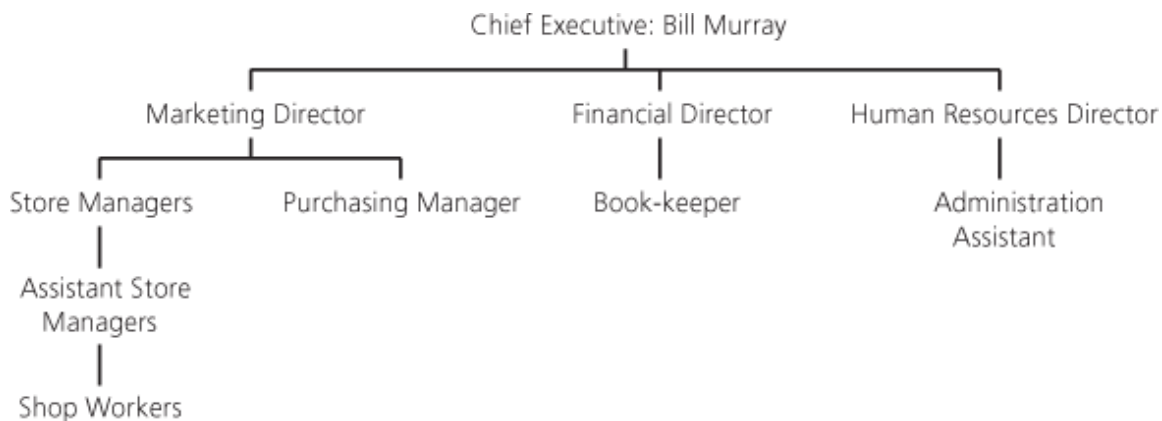 Chief Executive: Bill Murray
Marketing Director
Financial Director
Human Resources Director
Store Managers
Purchasing Manager
Book-keeper
Administration
Assistant
Assistant Store
Managers
Shop Workers